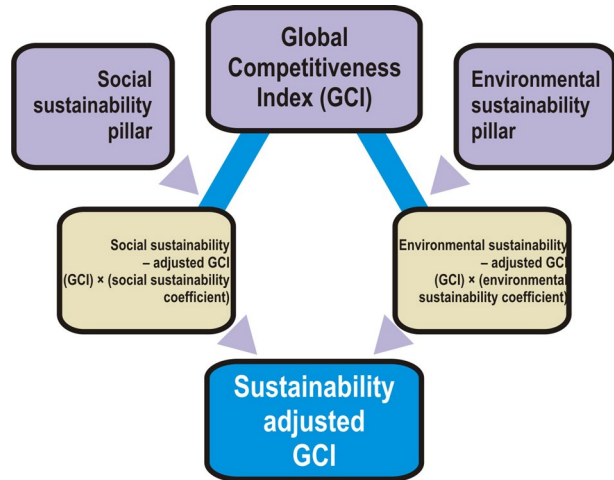 Global
Competitiveness
Index (GCI)
Social
sustainability
pillar
Environmental
sustainability
pillar
Social sustainability
– adjusted GCI
(GCI) × (social sustainability
coefficient)
Environmental sustainability
– adjusted GCI
(GCI) × (environmental
sustainability coefficient)
Sustainability
adjusted
GCI